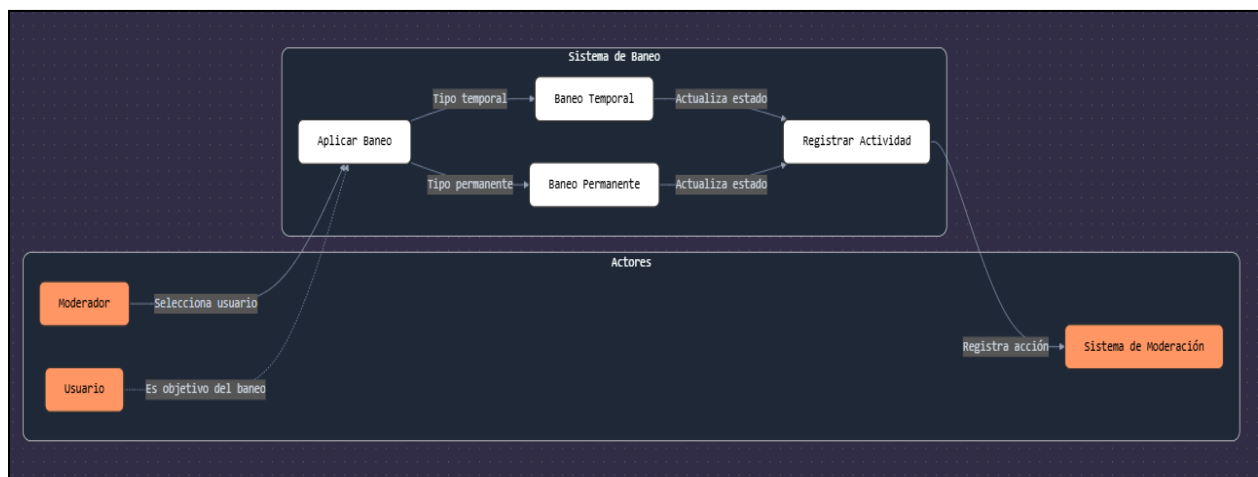 Sistema de Baneo
Tipo temporal
Baneo Temporal
Actualiza estado
Aplicar Baneo
Registrar Actividad
Tipo permanente
Baneo Permanente
Actualiza estado
Actores
Moderador
Selecciona usuario
Registra acción
Sistema de Moderación
Usuario
Es objetivo del baneo